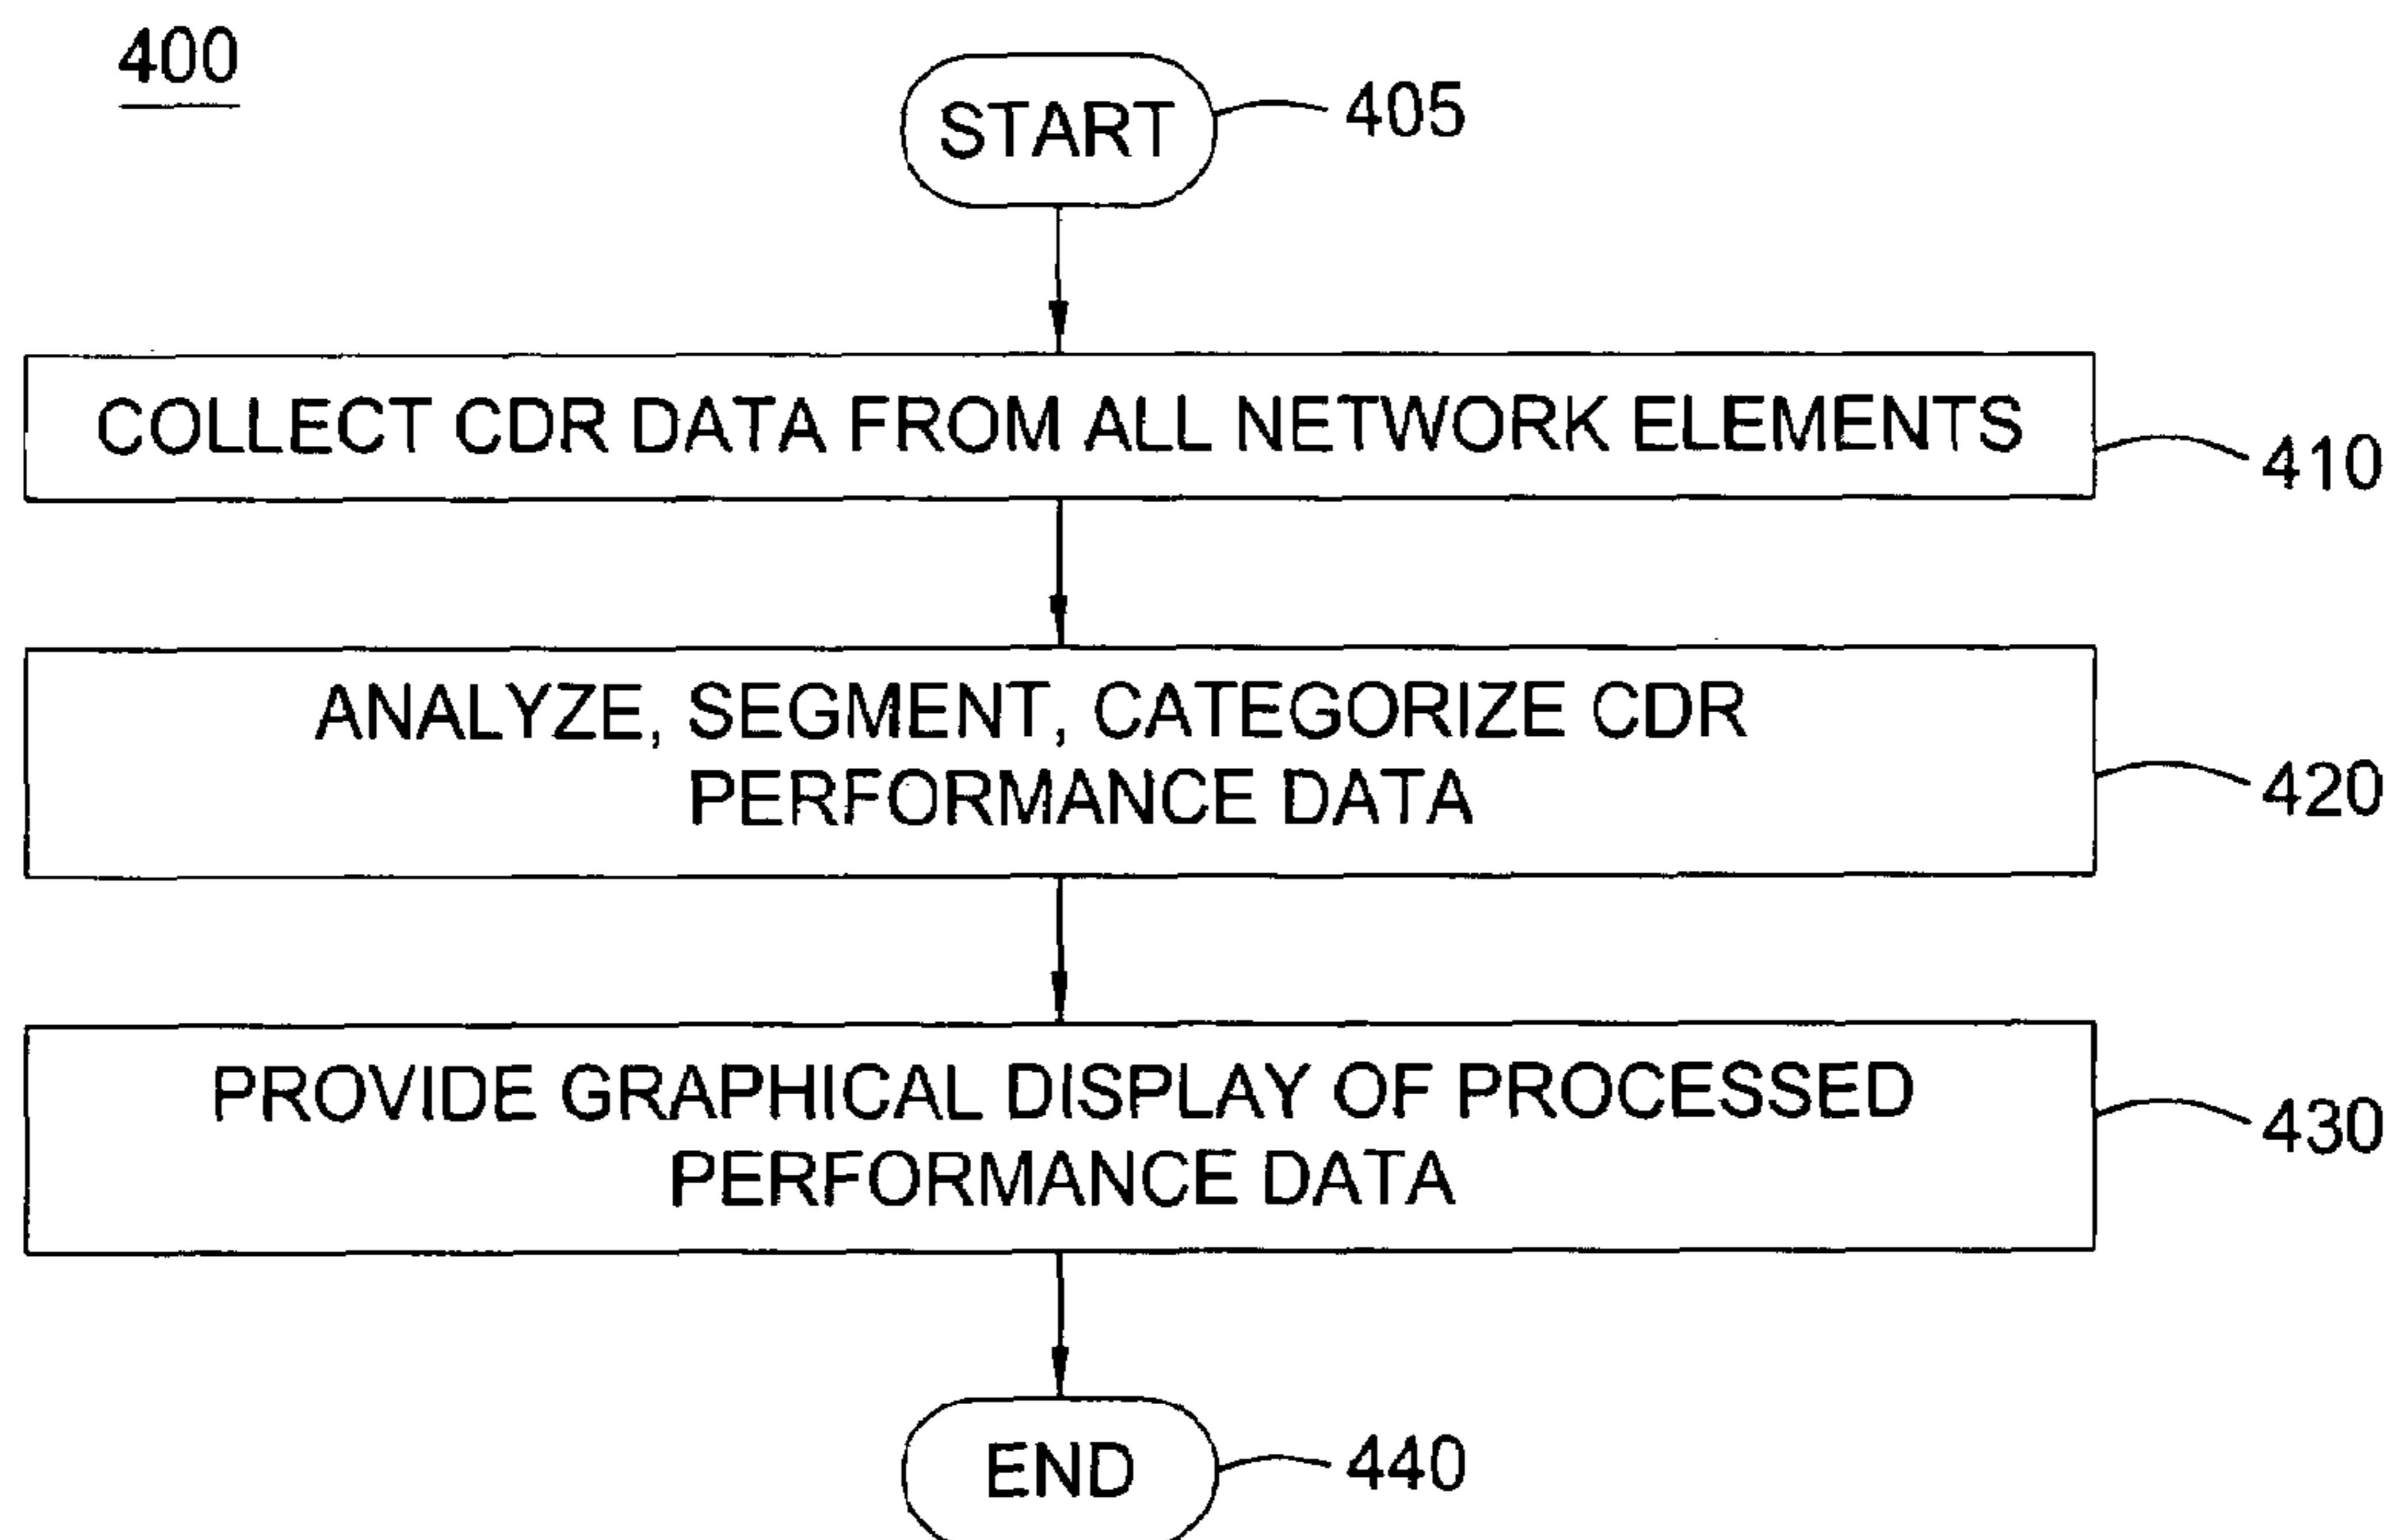 400
START
405
COLLECT CDR DATA FROM ALL NETWORK ELEMENTS
410
ANALYZE, SEGMENT, CATEGORIZE CDR
PERFORMANCE DATA
420
PROVIDE GRAPHICAL DISPLAY OF PROCESSED
PERFORMANCE DATA
430
END
440